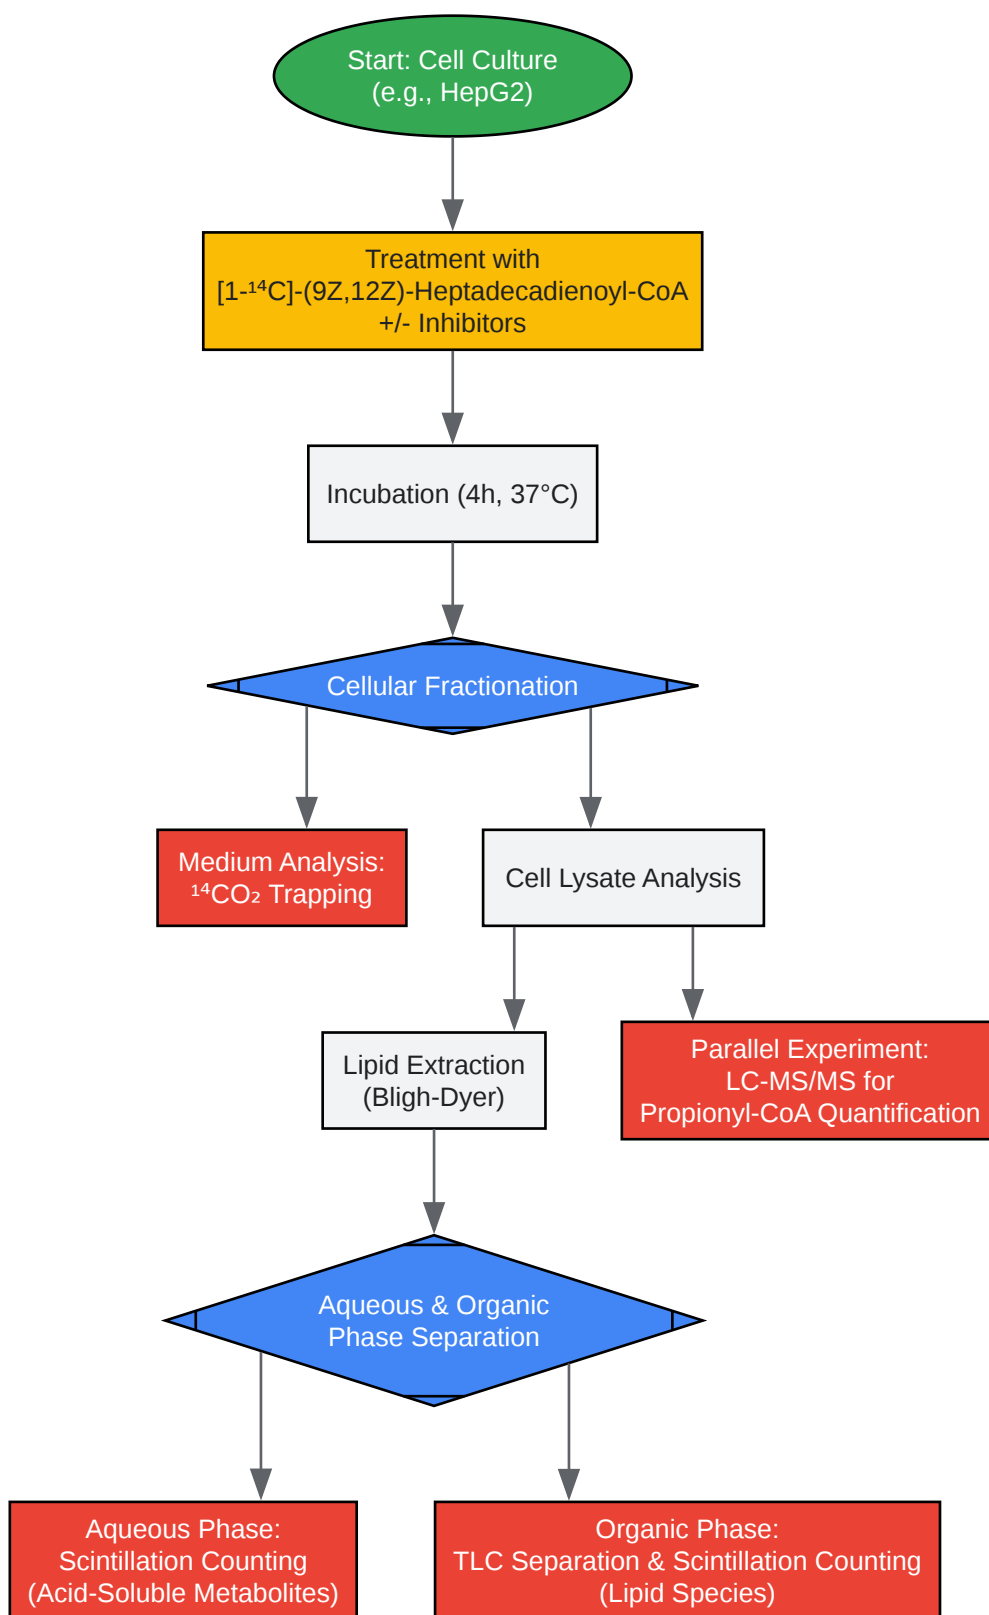 Start: Cell Culture
(e.g., HepG2)
Treatment with
[1-¹⁴C]-(9Z,12Z)-Heptadecadienoyl-CoA
+/- Inhibitors
Incubation (4h, 37°C)
Cellular Fractionation
Medium Analysis:
¹⁴CO₂ Trapping
Cell Lysate Analysis
Lipid Extraction
(Bligh-Dyer)
Parallel Experiment:
LC-MS/MS for
Propionyl-CoA Quantification
Aqueous & Organic
Phase Separation
Aqueous Phase:
Scintillation Counting
(Acid-Soluble Metabolites)
Organic Phase:
TLC Separation & Scintillation Counting
(Lipid Species)